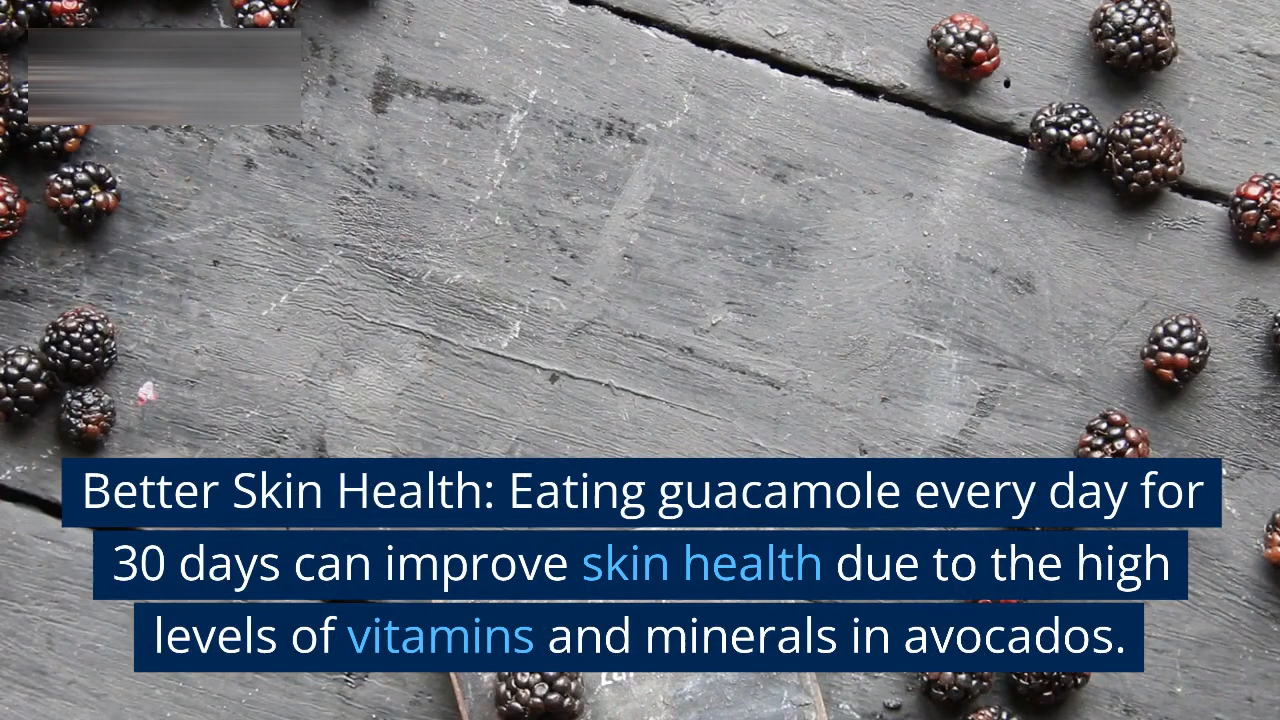 Better Skin Health: Eating guacamole every day for
30 days can improve skin health due to the high
levels of vitamins and minerals in avocados.